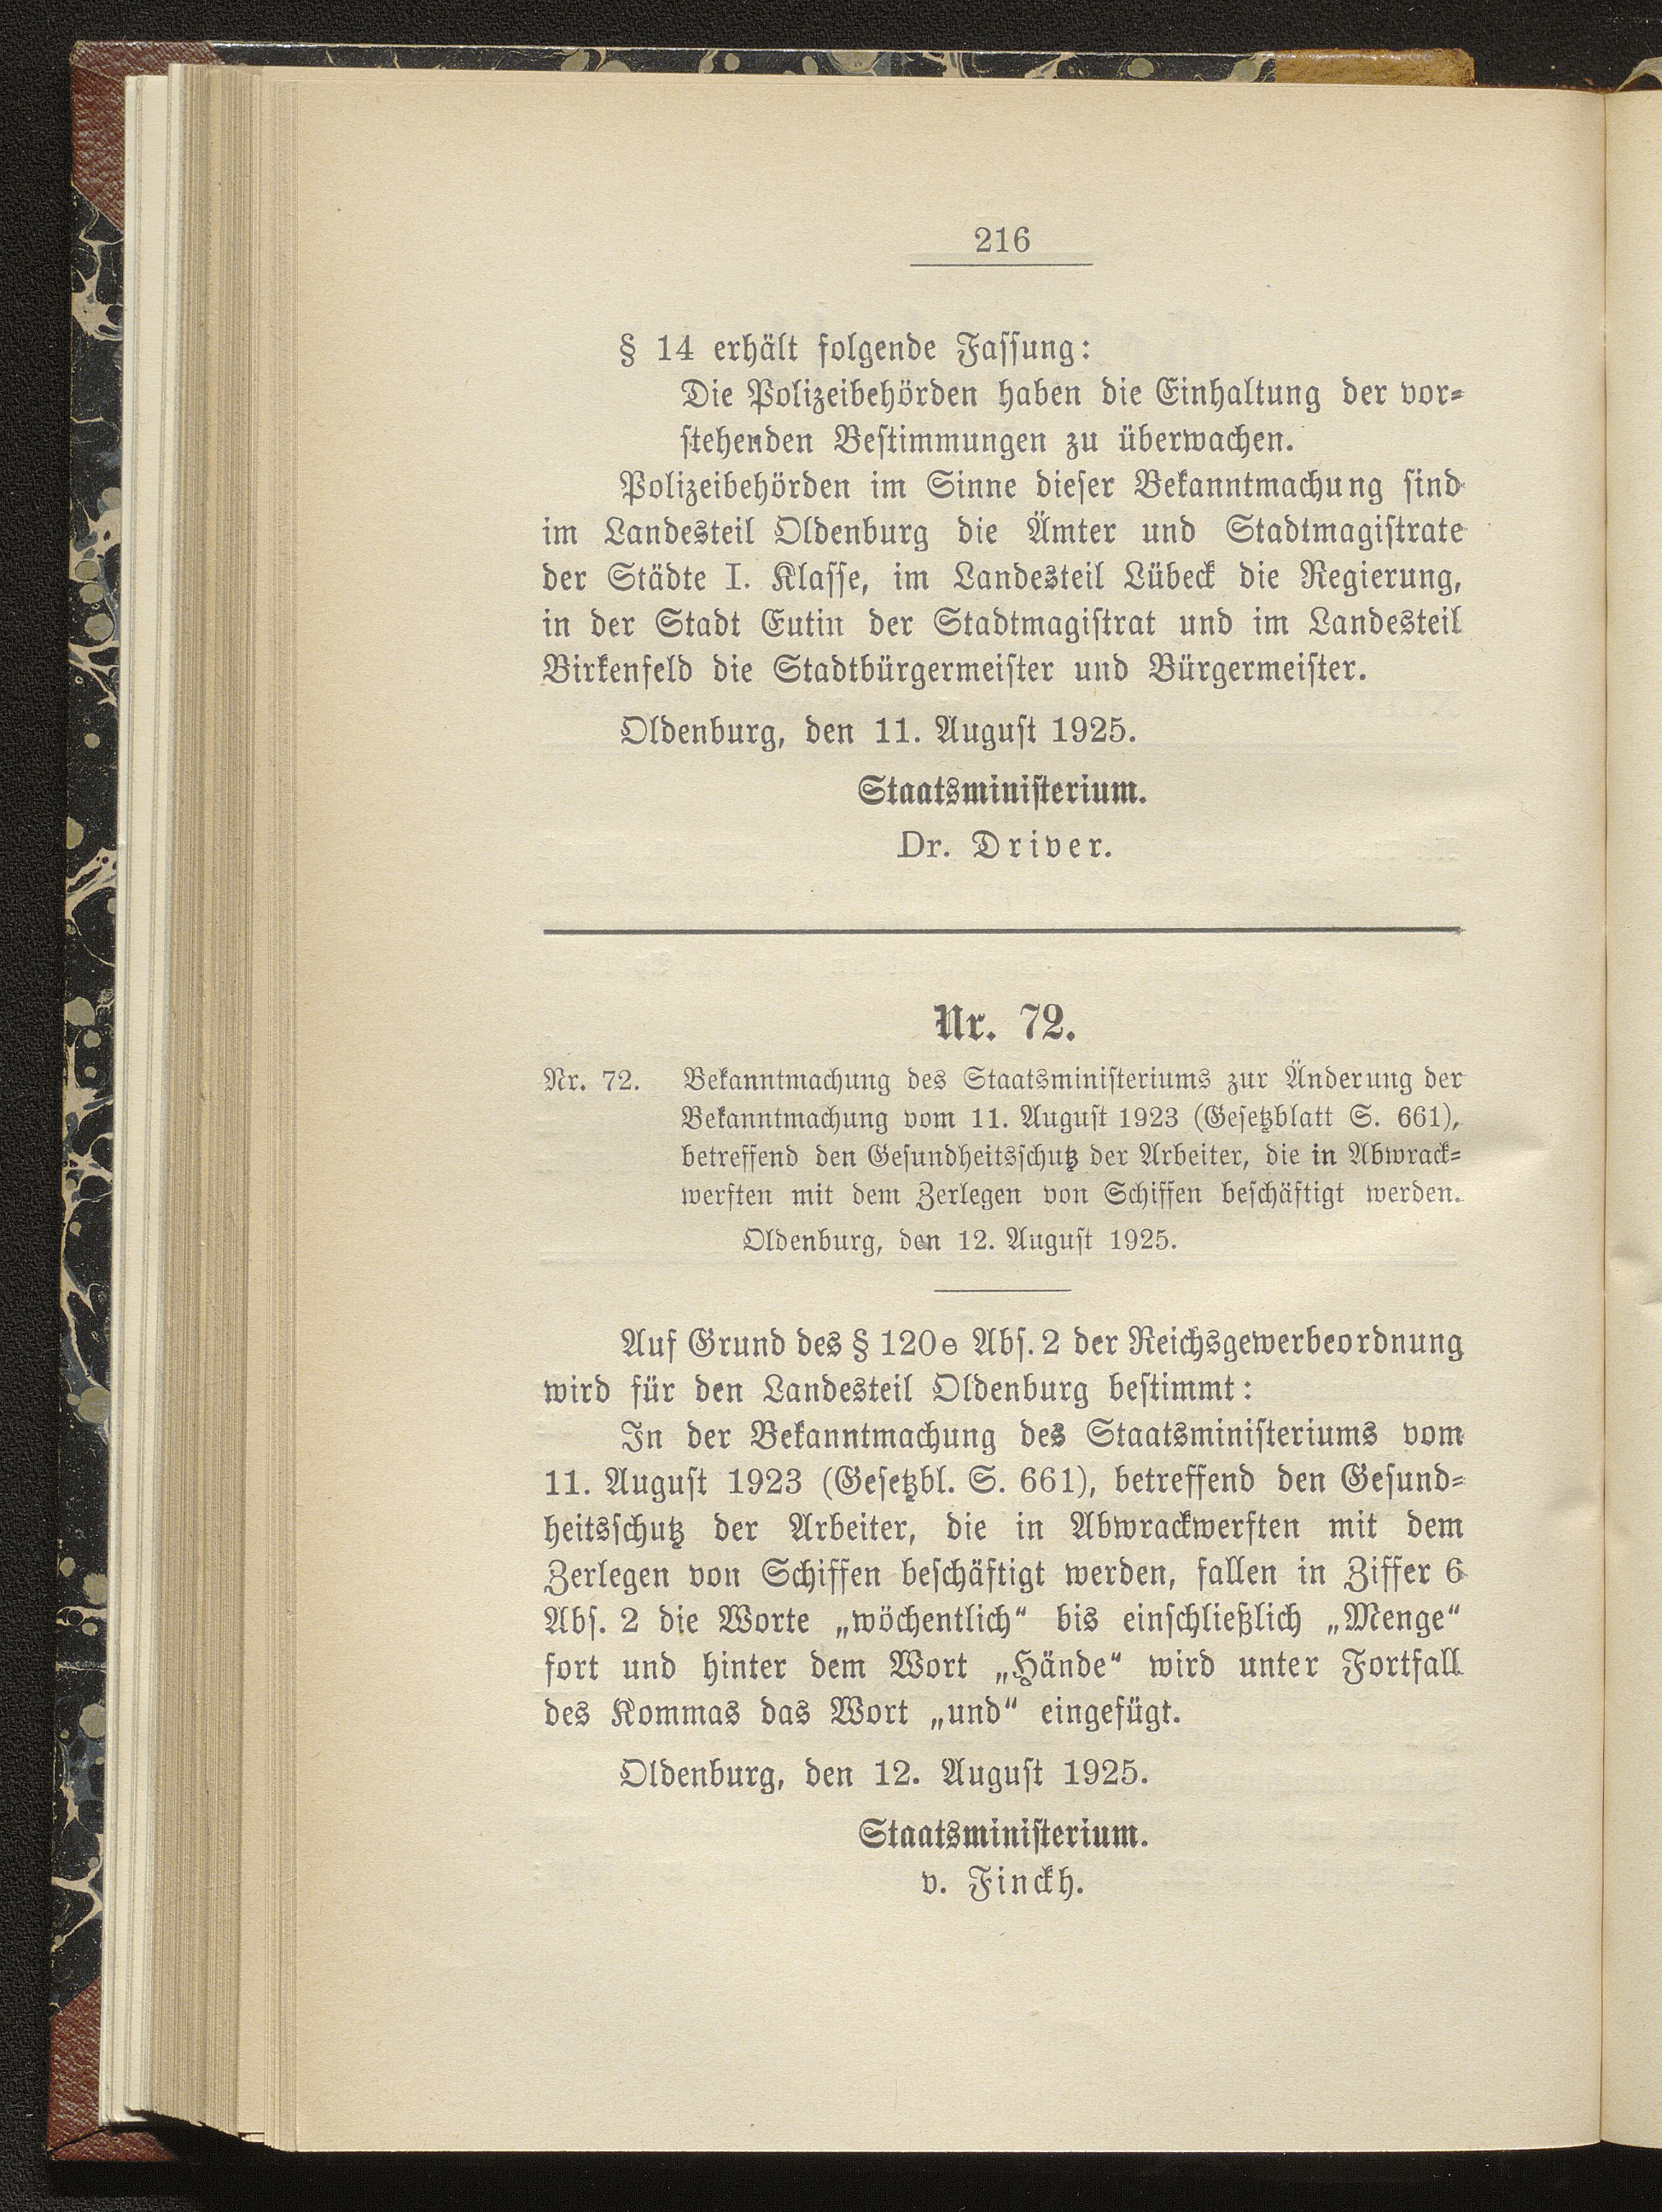 216
§ 14 erhält folgende Fassung:
Die Polizeibehörden haben die Einhaltung der vor-
stehenden Bestimmungen zu überwachen.
Polizeibehörden im Sinne dieser Bekanntmachung sind
im Landesteil Oldenburg die Ämter und Stadtmagistrate
der Städte I. Klasse, im Landesteil Lübeck die Regierung,
in der Stadt Eutin der Stadtmagistrat und im Landesteil
Birkenfeld die Stadtbürgermeister und Bürgermeister.
Oldenburg, den 11. August 1925.
Staatsministerium.
Dr. Driver.
Nr. 72.
Nr. 72. Bekanntmachung des Staatsministeriums zur Änderung der
Bekanntmachung vom 11. August 1923 (Gesetzblatt S. 661),
betreffend den Gesundheitsschutz der Arbeiter, die in Abwrack-
werften mit dem Zerlegen von Schiffen beschäftigt werden.
Oldenburg, den 12. August 1925.
Auf Grund des § 120e Abs. 2 der Reichsgewerbeordnung
wird für den Landesteil Oldenburg bestimmt:
In der Bekanntmachung des Staatsministeriums vom
11. August 1923 (Gesetzbl. S. 661), betreffend den Gesund-
heitsschutz der Arbeiter, die in Abwrackwerften mit dem
Zerlegen von Schiffen beschäftigt werden, fallen in Ziffer 6
Abs. 2 die Worte „wöchentlich“ bis einschließlich „Menge“
fort und hinter dem Wort „Hände“ wird unter Fortfall
des Kommas das Wort „und“ eingefügt.
Oldenburg, den 12. August 1925.
Staatsministerium.
v. Finckh.